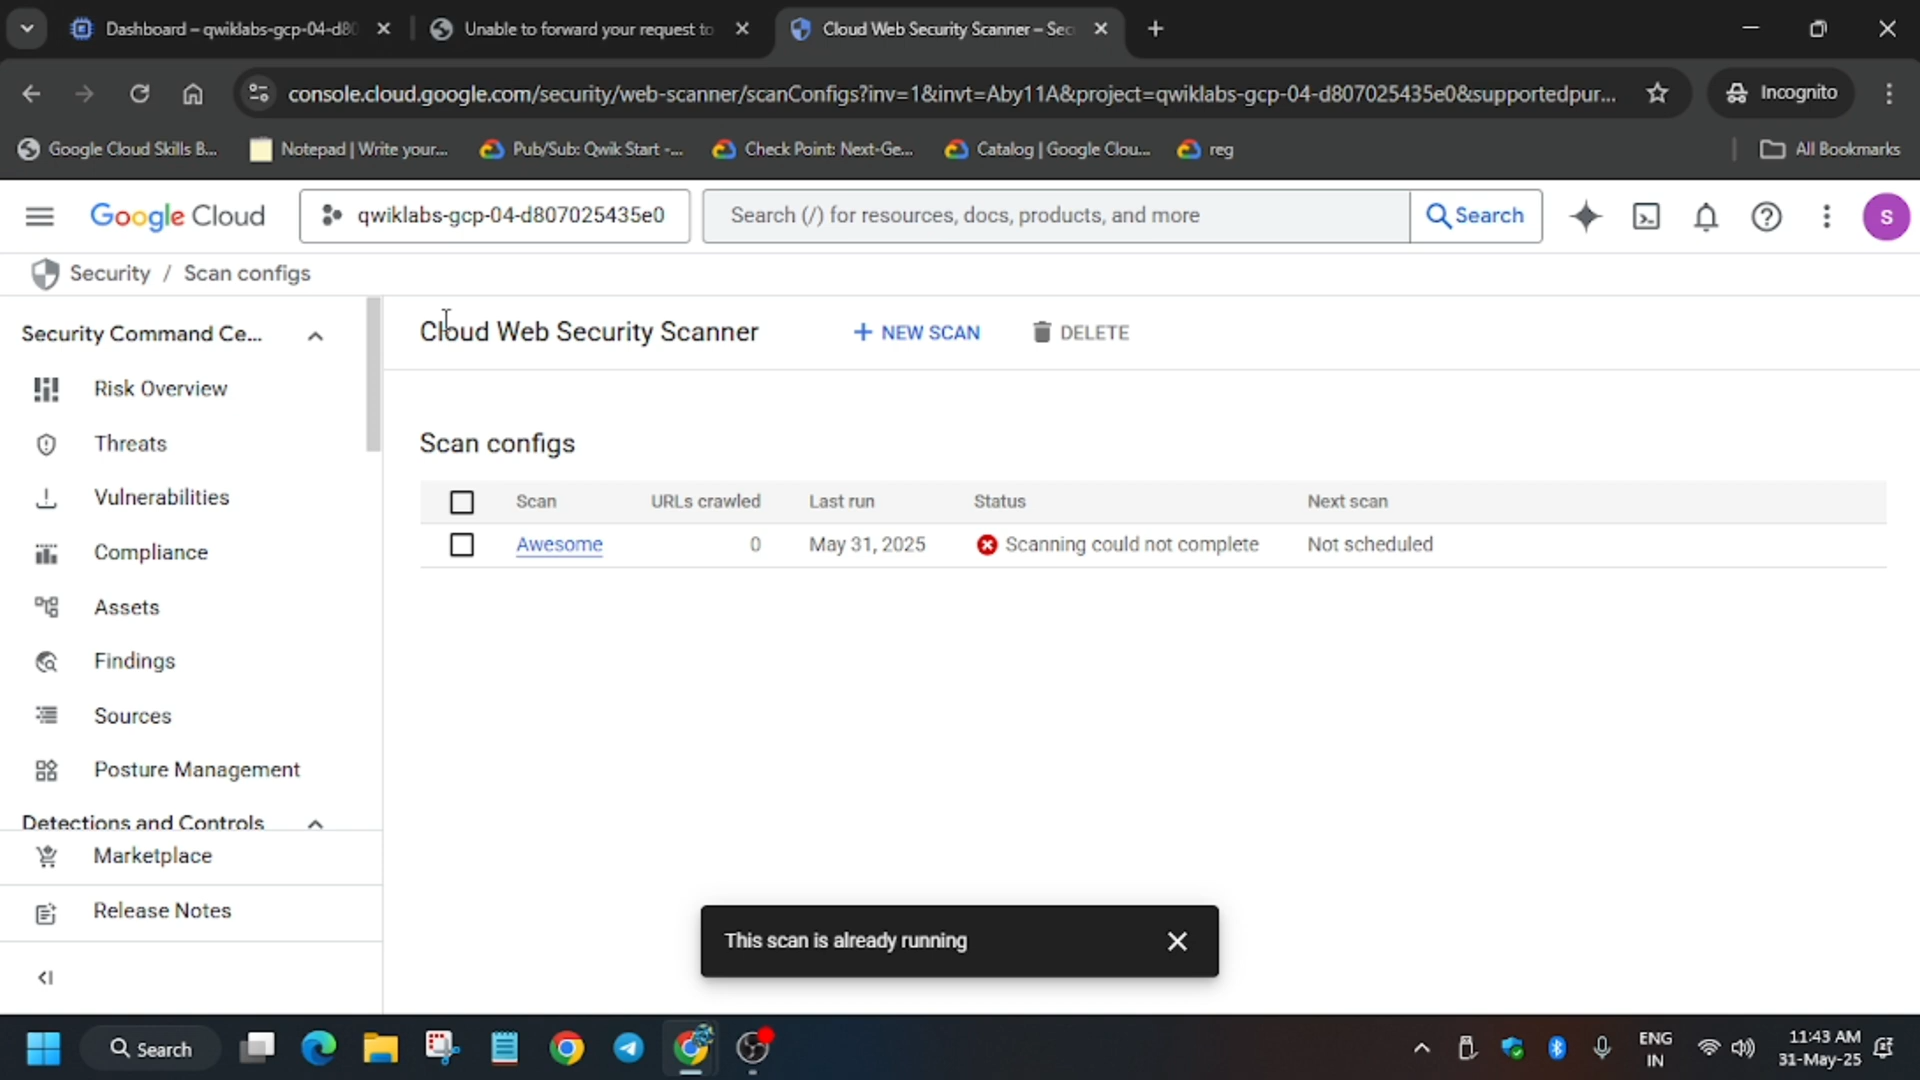 Dashboard – qwiklabs-gcp-04-d80
Unable to forward your request to
Cloud Web Security Scanner – Sec
console.cloud.google.com/security/web-scanner/scanConfigs?inv=1&invt=Aby11A&project=qwiklabs-gcp-04-d807025435e0&supportedpur...
Incognito
Google Cloud Skills B...
Notepad | Write your...
Pub/Sub: Qwik Start -...
Check Point: Next-Ge...
Catalog | Google Clou...
reg
All Bookmarks
Google Cloud
qwiklabs-gcp-04-d807025435e0
Search (/) for resources, docs, products, and more
Search
S
Security / Scan configs
Security Command Ce...
Risk Overview
Threats
Vulnerabilities
Compliance
Assets
Findings
Sources
Posture Management
Detections and Controls
Marketplace
Release Notes
Cloud Web Security Scanner
NEW SCAN
DELETE
Scan configs
Scan URLs crawled Last run Status Next scan
Awesome 0 May 31, 2025 Scanning could not complete Not scheduled
This scan is already running
Search
ENG
IN
11:43 AM
31-May-25